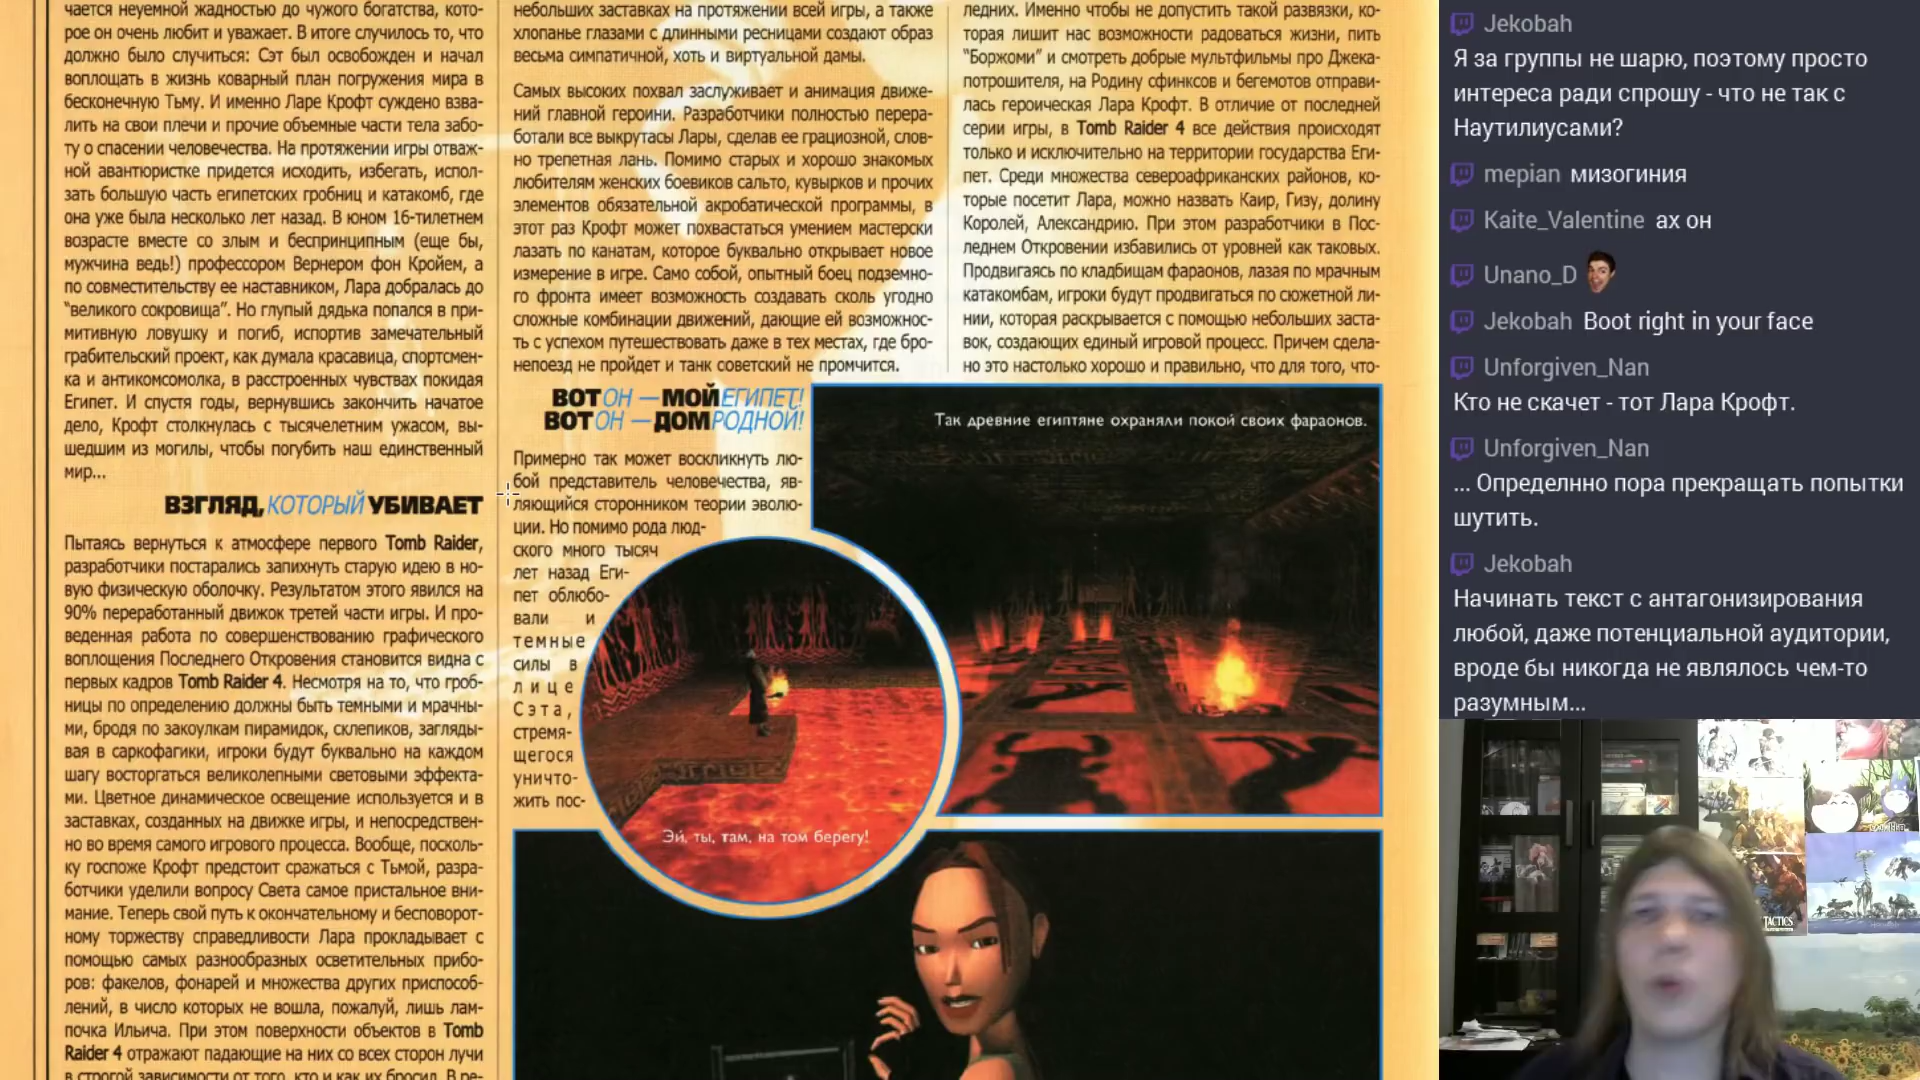 чается неуемной жадностью до чужого богатства, кото-
рое он очень любит и уважает. В итоге случилось то, что
должно было случиться: Сэт был освобожден и начал
воплощать в жизнь коварный план погружения мира в
бесконечную Тьму. И именно Ларе Крофт суждено взва-
лить на свои плечи и прочие объемные части тела забо-
ту о спасении человечества. На протяжении игры отваж-
ной авантюристке придется исходить, избегать, испол-
зать большую часть египетских гробниц и катакомб, где
она уже была несколько лет назад. В юном 16-тилетнем
возрасте вместе со злым и беспринципным (еще бы,
мужчина ведь!) профессором Вернером фон Кройем, а
по совместительству ее наставником, Лара добралась до
“великого сокровища”. Но глупый дядька попался в при-
митивную ловушку и погиб, испортив замечательный
грабительский проект, как думала красавица, спортсмен-
ка и антикомсомолка, в расстроенных чувствах покидая
Египет. И спустя годы, вернувшись закончить начатое
дело, Крофт столкнулась с тысячелетним ужасом, вы-
шедшим из могилы, чтобы погубить наш единственный
мир...
ВЗГЛЯД, КОТОРЫЙ УБИВАЕТ
Пытаясь вернуться к атмосфере первого Tomb Raider,
разработчики постарались запихнуть старую идею в но-
вую физическую оболочку. Результатом этого явился на
90% переработанный движок третей части игры. И про-
веденная работа по совершенствованию графического
воплощения Последнего Откровения становится видна с
первых кадров Tomb Raider 4. Несмотря на то, что гроб-
ницы по определению должны быть темными и мрачны-
ми, бродя по закоулкам пирамидок, склепиков, загляды-
вая в саркофагики, игроки будут буквально на каждом
шагу восторгаться великолепными световыми эффекта-
ми. Цветное динамическое освещение используется и в
заставках, созданных на движке игры, и непосредствен-
но во время самого игрового процесса. Вообще, посколь-
ку госпоже Крофт предстоит сражаться с Тьмой, разра-
ботчики уделили вопросу Света самое пристальное вни-
мание. Теперь свой путь к окончательному и бесповорот-
ному торжеству справедливости Лара прокладывает с
помощью самых разнообразных осветительных прибо-
ров: факелов, фонарей и множества других приспособ-
лений, в число которых не вошла, пожалуй, лишь лам-
почка Ильича. При этом поверхности объектов в Tomb
Raider 4 отражают падающие на них со всех сторон лучи
в строгой зависимости от того, кто и как их бросил. В ре-
небольших заставках на протяжении всей игры, а также
хлопанье глазами с длинными ресницами создают образ
весьма симпатичной, хоть и виртуальной дамы.
Самых высоких похвал заслуживает и анимация движе-
ний главной героини. Разработчики полностью перера-
ботали все выкрутасы Лары, сделав ее грациозной, слов-
но трепетная лань. Помимо старых и хорошо знакомых
любителям женских боевиков сальто, кувырков и прочих
элементов обязательной акробатической программы, в
этот раз Крофт может похвастаться умением мастерски
лазать по канатам, которое буквально открывает новое
измерение в игре. Само собой, опытный боец подземно-
го фронта имеет возможность создавать сколь угодно
сложные комбинации движений, дающие ей возможнос-
ть с успехом путешествовать даже в тех местах, где бро-
непоезд не пройдет и танк советский не промчится.
ВОТ ОН — МОЙ ЕГИПЕТ!
ВОТ ОН — ДОМ РОДНОЙ!
Примерно так может воскликнуть лю-
бой представитель человечества, яв-
ляющийся сторонником теории эволю-
ции. Но помимо рода люд-
ского много тысяч
лет назад Еги-
пет облюбо-
вали и
темные
силы в
лице
Сэта,
стремя-
щегося
уничто-
жить пос-
ледних. Именно чтобы не допустить такой развязки, ко-
торая лишит нас возможности радоваться жизни, пить
“Боржоми” и смотреть добрые мультфильмы про Джека-
потрошителя, на Родину сфинксов и бегемотов отправи-
лась героическая Лара Крофт. В отличие от последней
серии игры, в Tomb Raider 4 все действия происходят
только и исключительно на территории государства Еги-
пет. Среди множества североафриканских районов, ко-
торые посетит Лара, можно назвать Каир, Гизу, долину
Королей, Александрию. При этом разработчики в Пос-
леднем Откровении избавились от уровней как таковых.
Продвигаясь по кладбищам фараонов, лазая по мрачным
катакомбам, игроки будут продвигаться по сюжетной ли-
нии, которая раскрывается с помощью небольших заста-
вок, создающих единый игровой процесс. Причем сдела-
но это настолько хорошо и правильно, что для того, что-
Так древние египтяне охраняли покой своих фараонов.
Эй, ты, там, на том берегу!
Jekobah
Я за группы не шарю, поэтому просто
интереса ради спрошу - что не так с
Наутилиусами?
mepian мизогиния
Kaite_Valentine ах он
Unano_D
Jekobah Boot right in your face
Unforgiven_Nan
Кто не скачет - тот Лара Крофт.
Unforgiven_Nan
... Определнно пора прекращать попытки
шутить.
Jekobah
Начинать текст с антагонизирования
любой, даже потенциальной аудитории,
вроде бы никогда не являлось чем-то
разумным...
TACTICS